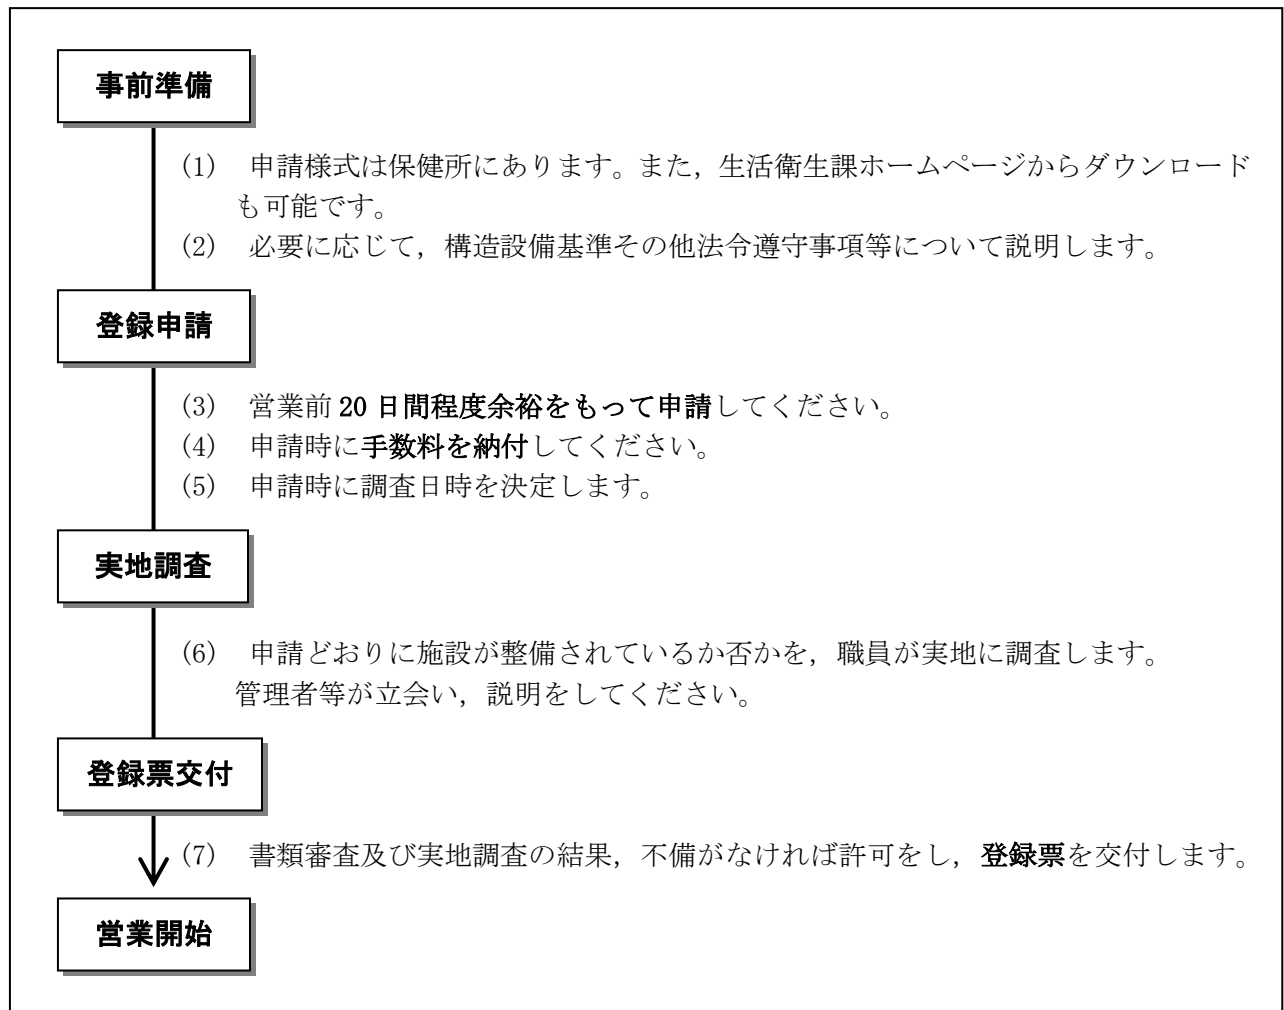 事前準備
(1) 申請様式は保健所にあります。また，生活衛生課ホームページからダウンロード
も可能です。
(2) 必要に応じて，構造設備基準その他法令遵守事項等について説明します。
登録申請
(3) 営業前 20 日間程度余裕をもって申請してください。
(4) 申請時に手数料を納付してください。
(5) 申請時に調査日時を決定します。
実地調査
(6) 申請どおりに施設が整備されているか否かを，職員が実地に調査します。
管理者等が立会い，説明をしてください。
登録票交付
(7) 書類審査及び実地調査の結果，不備がなければ許可をし，登録票を交付します。
営業開始